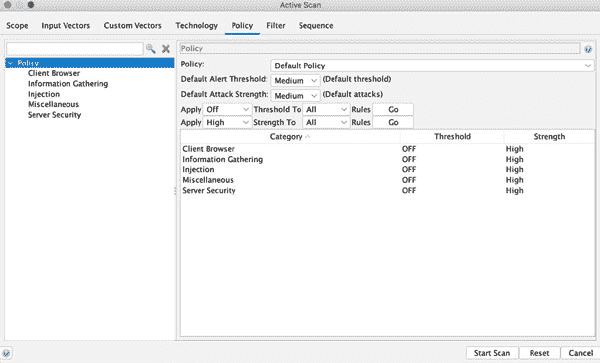 Active Scan
Scope Input Vectors Custom Vectors Technology Policy Filter Sequence
Policy
Client Browser
Information Gathering
Injection
Miscellaneous
Server Security
Policy
Policy: Default Policy
Default Alert Threshold: Medium (Default threshold)
Default Attack Strength: Medium (Default attacks)
Apply Off Threshold To All Rules Go
Apply High Strength To All Rules Go
Category Threshold Strength
Client Browser OFF High
Information Gathering OFF High
Injection OFF High
Miscellaneous OFF High
Server Security OFF High
Start Scan Reset Cancel